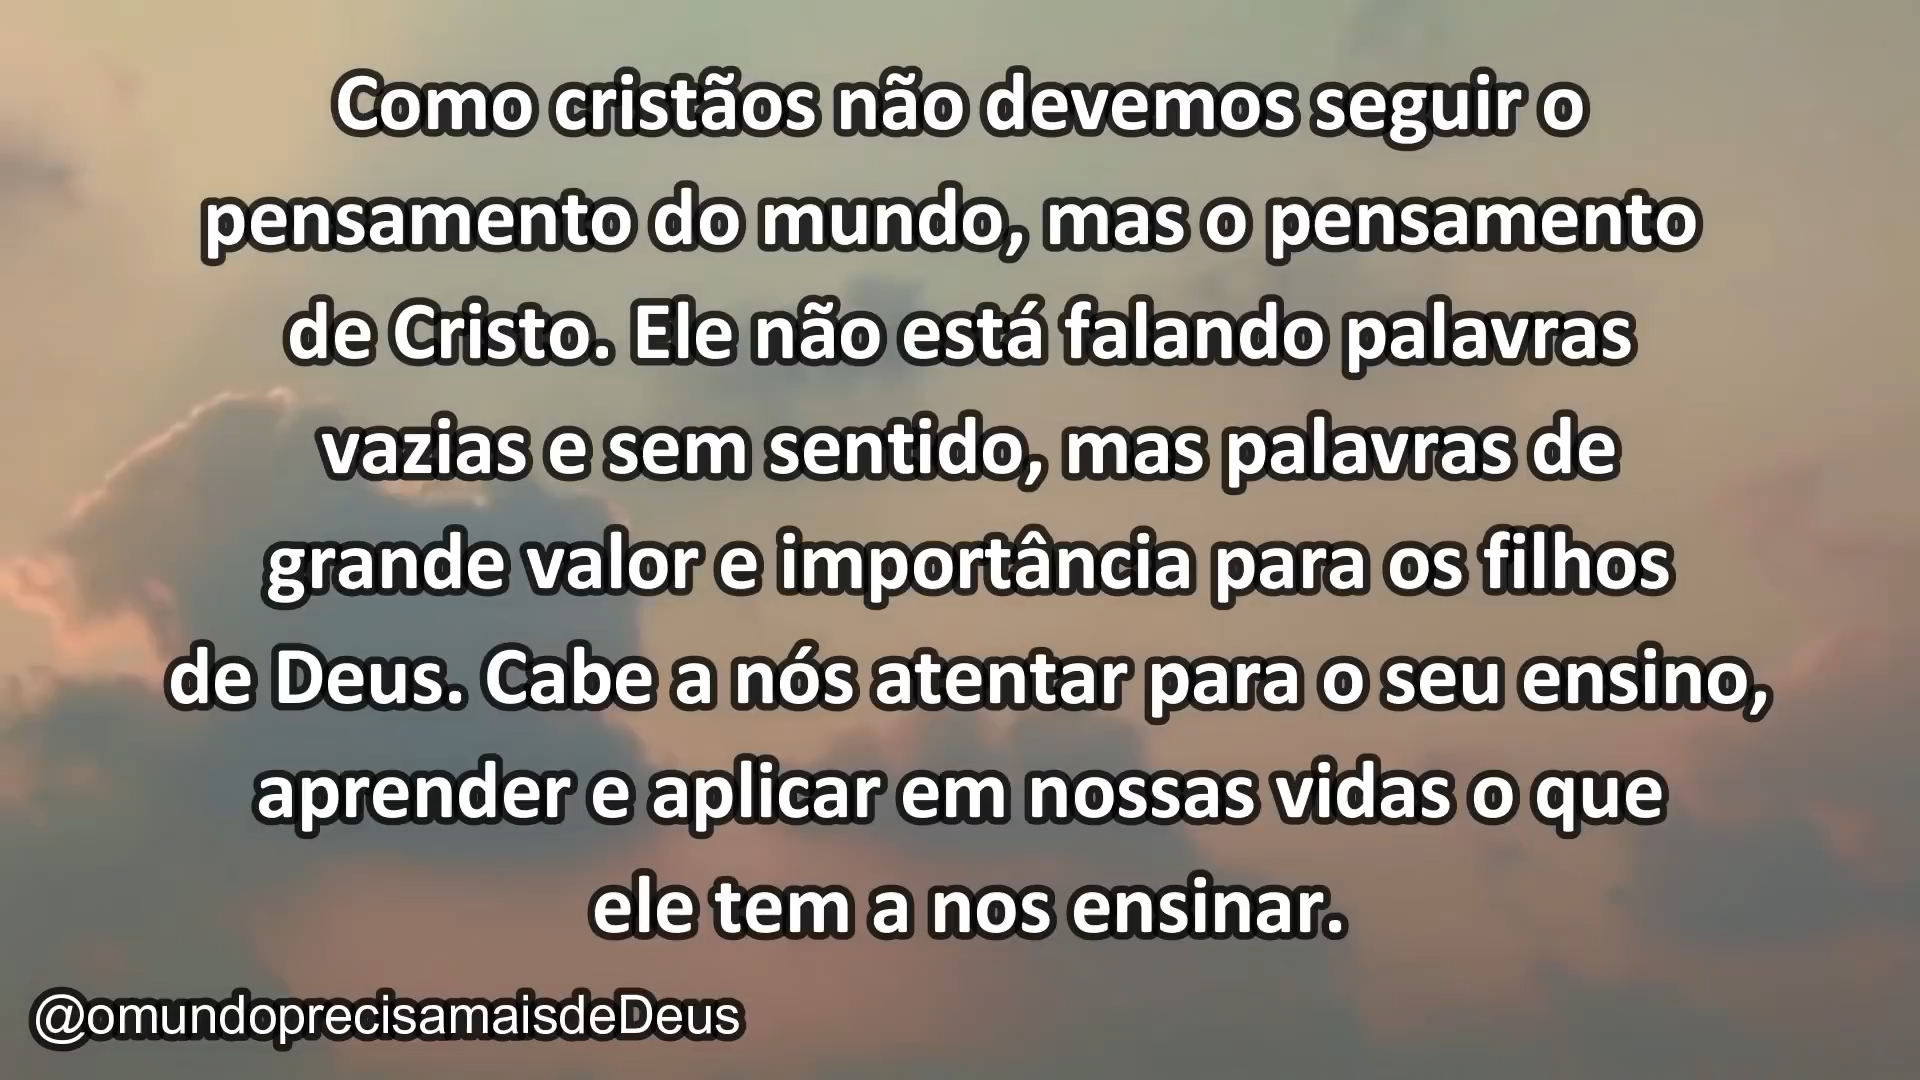 Como cristãos não devemos seguir o
pensamento do mundo, mas o pensamento
de Cristo. Ele não está falando palavras
vazias e sem sentido, mas palavras de
grande valor e importância para os filhos
de Deus. Cabe a nós atentar para o seu ensino,
aprender e aplicar em nossas vidas o que
ele tem a nos ensinar.
@omundoprecisamaisdeDeus